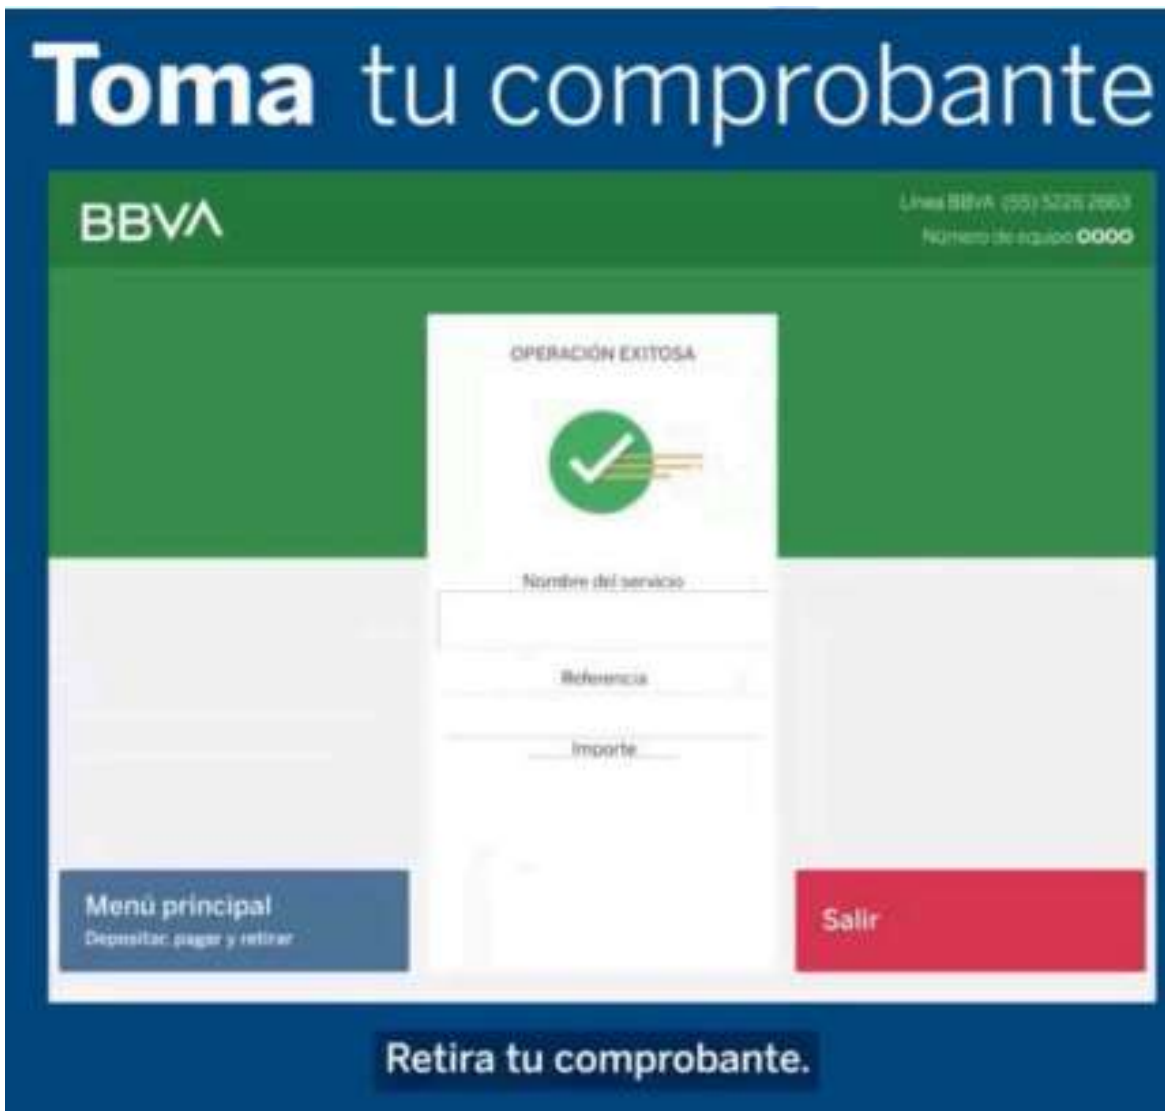 Toma tu comprobante
BBVA
Línea BBVA (55) 5226 2663
Número de equipo 0000
OPERACIÓN EXITOSA
Nombre del servicio
Referencia
Importe
Menú principal
Depositar, pagar y retirar
Salir
Retira tu comprobante.